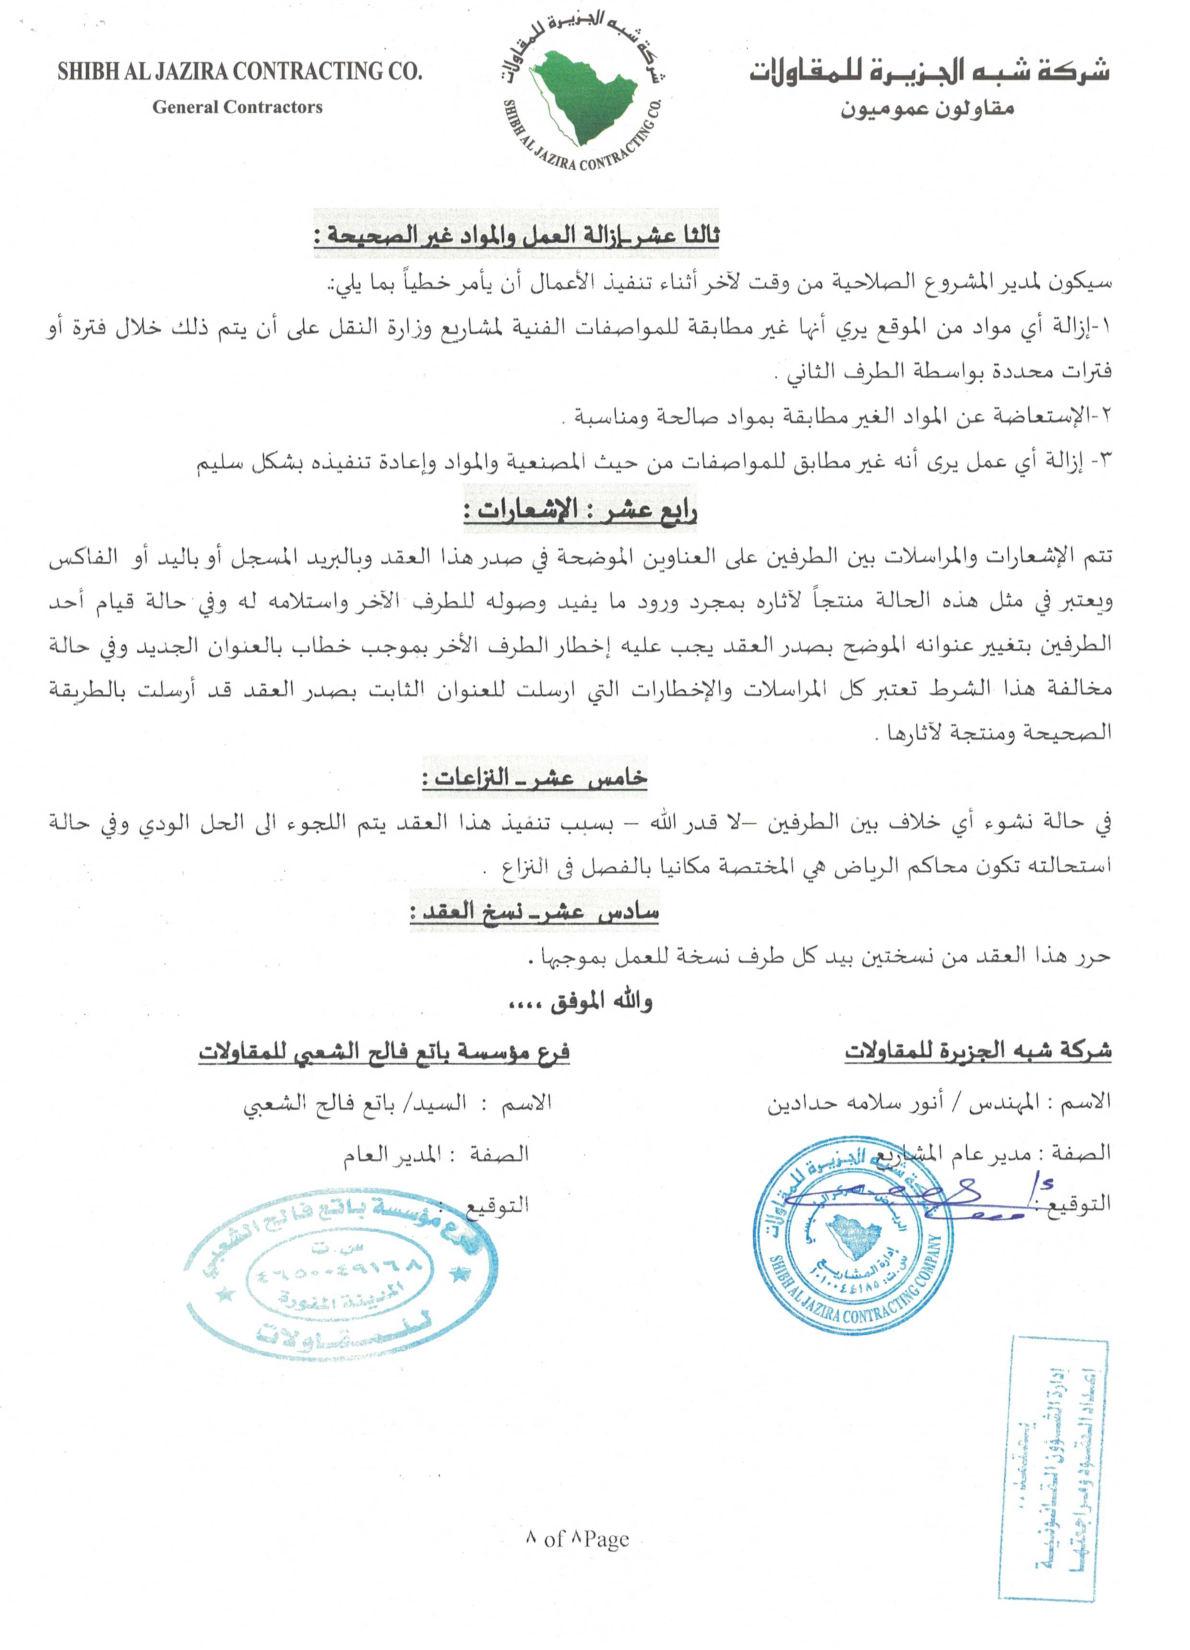 شركة شبه الجزيرة للمقاولات
مقاولون عموميون
شركة شبه الجزيرة للمقاولات
SHIBH AL JAZIRA CONTRACTING CO.
SHIBH AL JAZIRA CONTRACTING CO.
General Contractors
ثالثا عشر-إزالة العمل والمواد غير الصحيحة :
سيكون لمدير المشروع الصلاحية من وقت لآخر أثناء تنفيذ الأعمال أن يأمر خطياً بما يلي:.
١-إزالة أي مواد من الموقع يري أنها غير مطابقة للمواصفات الفنية لمشاريع وزارة النقل على أن يتم ذلك خلال فترة أو
فترات محددة بواسطة الطرف الثاني .
٢-الإستعاضة عن المواد الغير مطابقة بمواد صالحة ومناسبة .
٣- إزالة أي عمل يرى أنه غير مطابق للمواصفات من حيث المصنعية والمواد وإعادة تنفيذه بشكل سليم
رابع عشر : الإشعارات :
تتم الإشعارات والمراسلات بين الطرفين على العناوين الموضحة في صدر هذا العقد وبالبريد المسجل أو باليد أو الفاكس
ويعتبر في مثل هذه الحالة منتجاً لآثاره بمجرد ورود ما يفيد وصوله للطرف الآخر واستلامه له وفي حالة قيام أحد
الطرفين بتغيير عنوانه الموضح بصدر العقد يجب عليه إخطار الطرف الأخر بموجب خطاب بالعنوان الجديد وفي حالة
مخالفة هذا الشرط تعتبر كل المراسلات والإخطارات التي ارسلت للعنوان الثابت بصدر العقد قد أرسلت بالطريقة
الصحيحة ومنتجة لآثارها .
خامس عشر – النزاعات :
في حالة نشوء أي خلاف بين الطرفين –لا قدر الله – بسبب تنفيذ هذا العقد يتم اللجوء الى الحل الودي وفي حالة
استحالته تكون محاكم الرياض هي المختصة مكانيا بالفصل فى النزاع .
سادس عشر- نسخ العقد :
حرر هذا العقد من نسختين بيد كل طرف نسخة للعمل بموجبها .
والله الموفق ....
شركة شبه الجزيرة للمقاولات
فرع مؤسسة باتع فالح الشعبي للمقاولات
الاسم : المهندس / أنور سلامه حدادين
الاسم : السيد/ باتع فالح الشعبي
الصفة : مدير عام المشاريع
الصفة : المدير العام
التوقيع :
التوقيع :
شركة شبه الجزيرة للمقاولات
إدارة المشاريع
س.ت: ١٠١٠٠٤٤١٨٥
SHIBH AL JAZIRA CONTRACTING COMPANY
فرع مؤسسة باتع فالح الشعبي
س.ت
٤٦٥٠٠٤٩١٦٨
المدينة المنورة
للمقاولات
إدارة الشؤون القانونية
إعداد العقود ومراجعتها
٨ of ٨Page